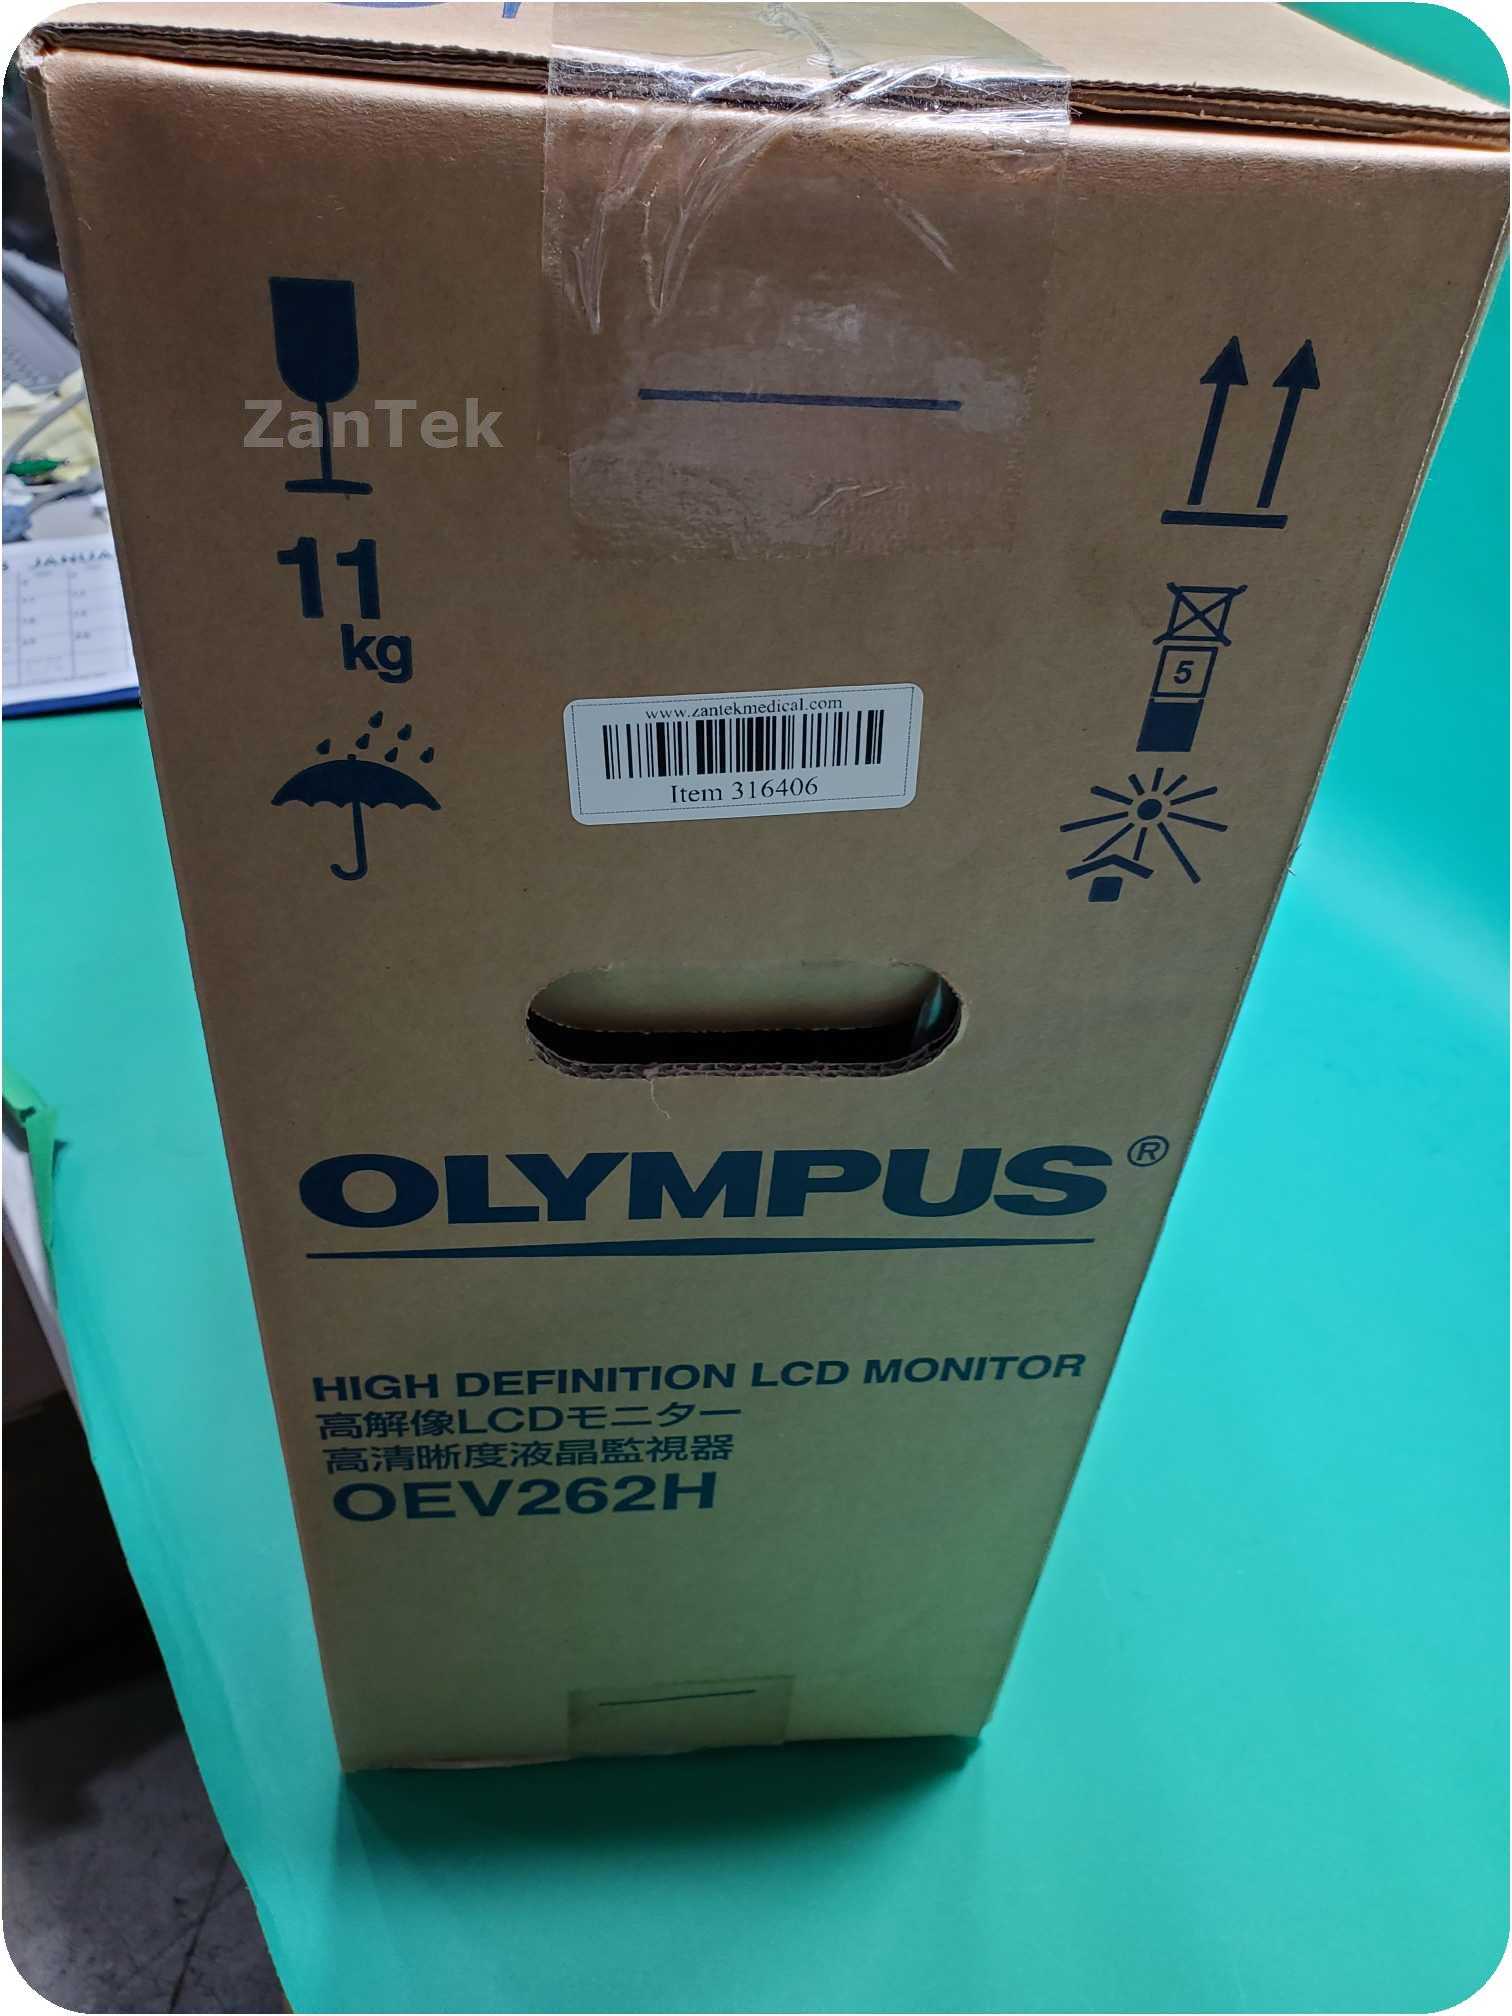 ZanTek
11
kg
5
www.zantekmedical.com
Item 316406
OLYMPUS®
HIGH DEFINITION LCD MONITOR
高解像LCDモニター
高清晰度液晶監視器
OEV262H
JANUA